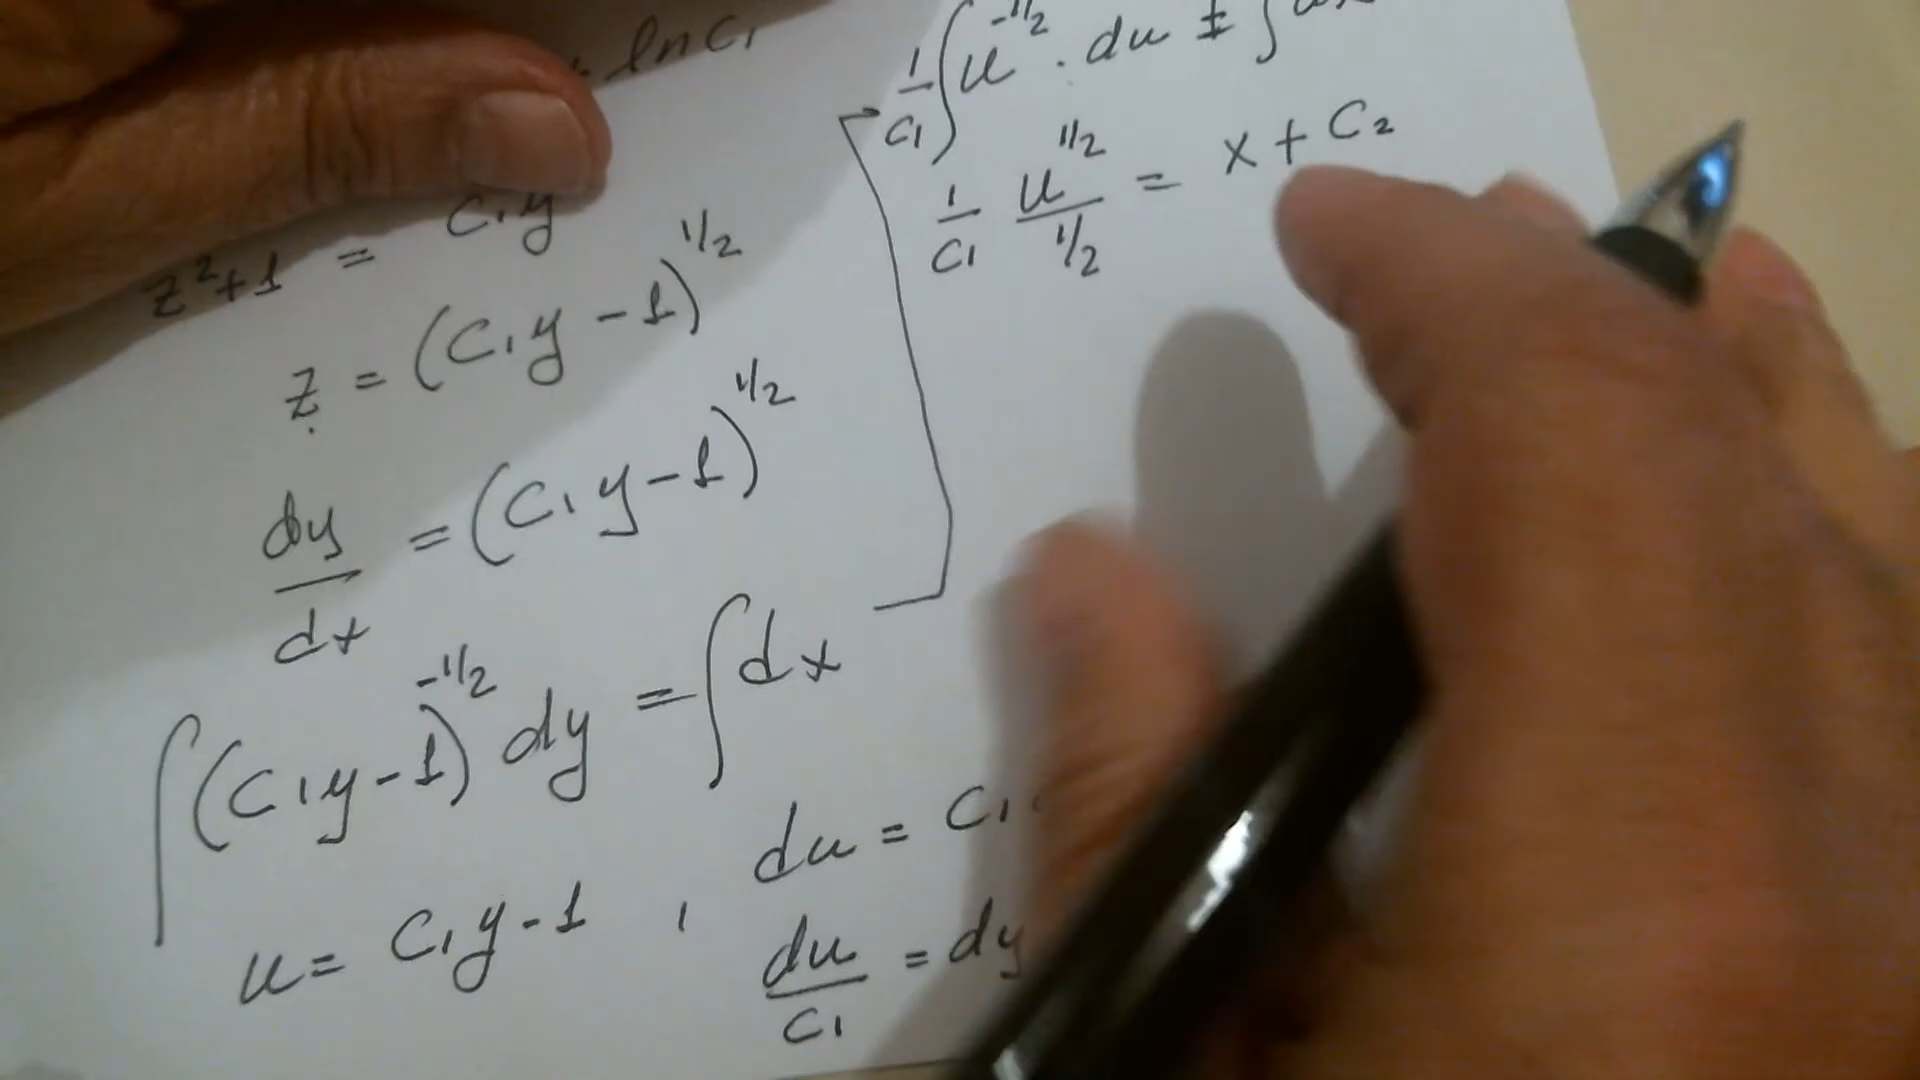 ln C₁
z²+1 = C₁y
z = (C₁y - 1)^1/2
dy/dx = (C₁y - 1)^1/2
∫(C₁y - 1)^-1/2 dy = ∫dx
u = C₁y - 1 , du = C₁
du/C₁ = dy
1/C₁ ∫u^-1/2 . du = ∫
1/C₁ u^1/2/1/2 = x + C₂